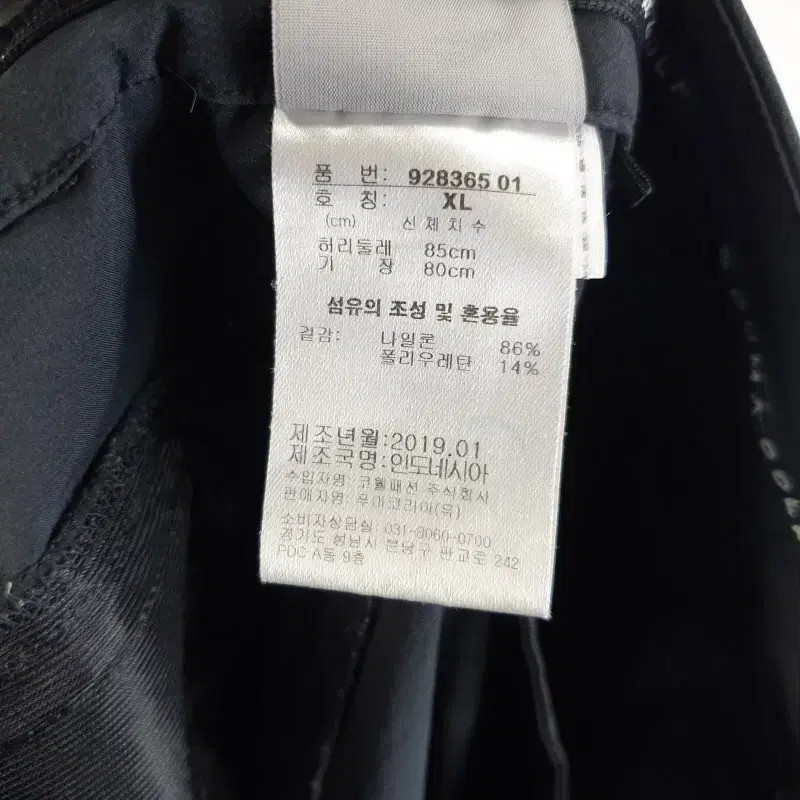 품 번: 928365 01
호 칭: XL
(cm) 신체치수
허리둘레 85cm
기 장 80cm
섬유의 조성 및 혼용율
겉감: 나일론 86%
폴리우레탄 14%
제조년월:2019.01
제조국명:인도네시아
수입자명: 코웰패션 주식회사
판매자명: 푸마코리아(유)
소비자상담실 031-8060-0700
경기도 성남시 분당구 판교로 242
PDC A동 9층